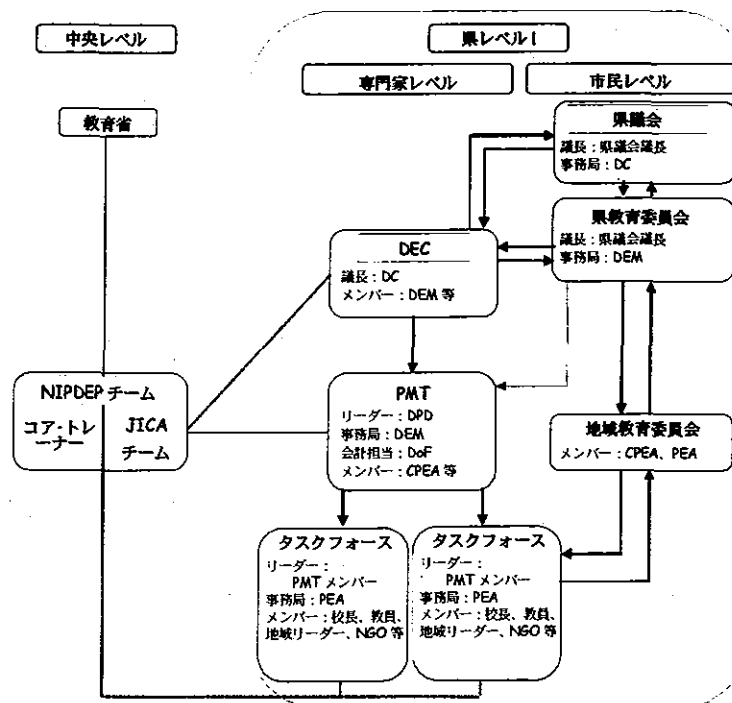 中央レベル
県レベル I
専門家レベル
市民レベル
教育省
県議会
議長：県議会議長
事務局：DC
県教育委員会
議長：県議会議長
事務局：DEM
DEC
議長：DC
メンバー：DEM 等
NIPDEP チーム
コア・トレーナー
JICA
チーム
PMT
リーダー：DPD
事務局：DEM
会計担当：DoF
メンバー：CPEA 等
地域教育委員会
メンバー：CPEA、PEA
タスクフォース
リーダー：
PMT メンバー
事務局：PEA
メンバー：校長、教員、
地域リーダー、NGO 等
タスクフォース
リーダー：
PMT メンバー
事務局：PEA
メンバー：校長、教員、
地域リーダー、NGO 等